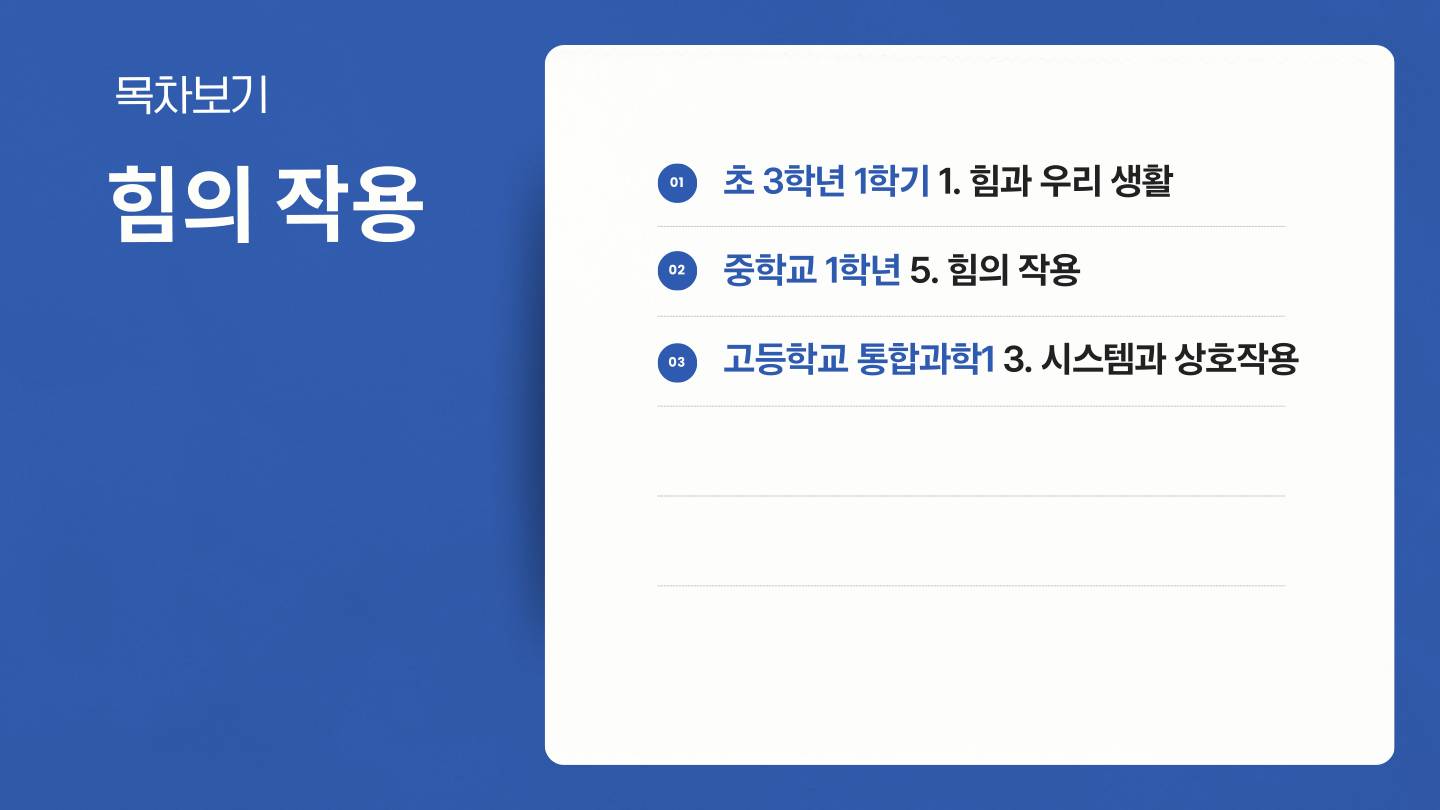 목차보기
힘의 작용
01 초 3학년 1학기 1. 힘과 우리 생활
02 중학교 1학년 5. 힘의 작용
03 고등학교 통합과학1 3. 시스템과 상호작용